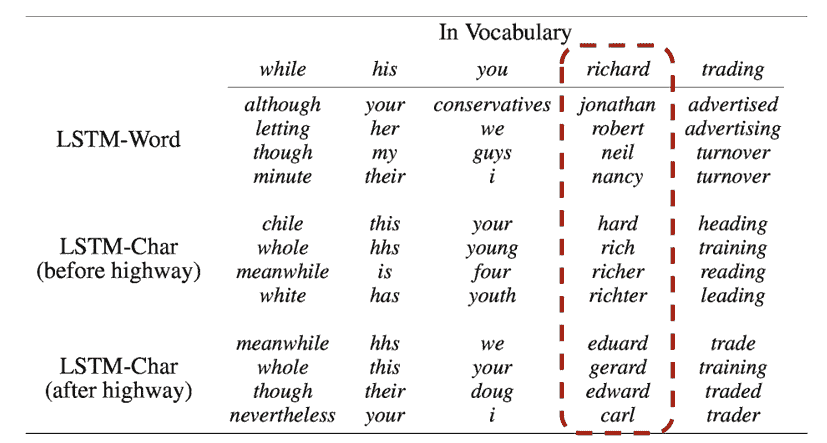 In Vocabulary
while his you richard trading
although your conservatives jonathan advertised
LSTM-Word letting her we robert advertising
though my guys neil turnover
minute their i nancy turnover
chile this your hard heading
LSTM-Char whole hhs young rich training
(before highway) meanwhile is four richer reading
white has youth richter leading
meanwhile hhs we eduard trade
LSTM-Char whole this your gerard training
(after highway) though their doug edward traded
nevertheless your i carl trader